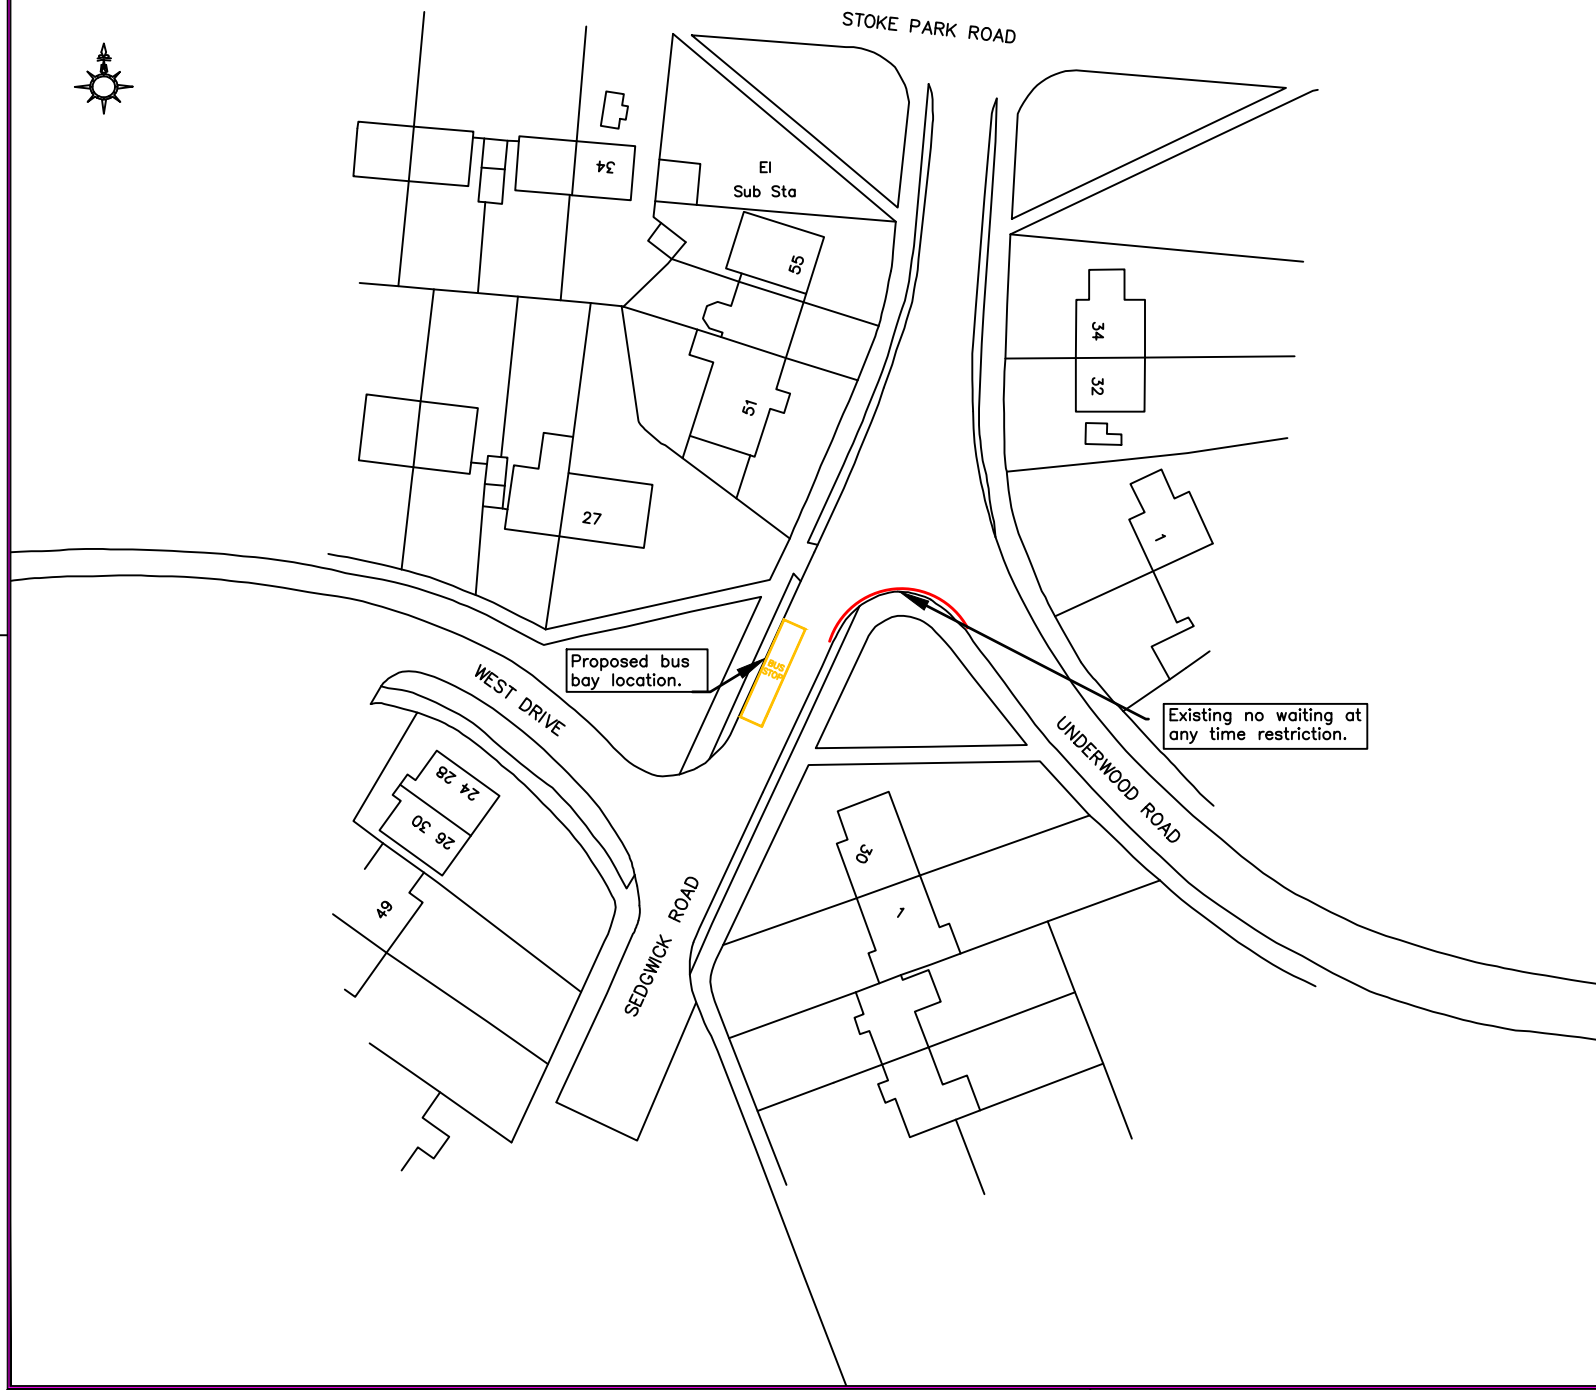 STOKE PARK ROAD
N
34
El
Sub Sta
55
34
32
51
27
1
BUS
STOP
Proposed bus
bay location.
WEST DRIVE
Existing no waiting at
any time restriction.
UNDERWOOD ROAD
24 28
26 30
30
49
1
SEDGWICK ROAD